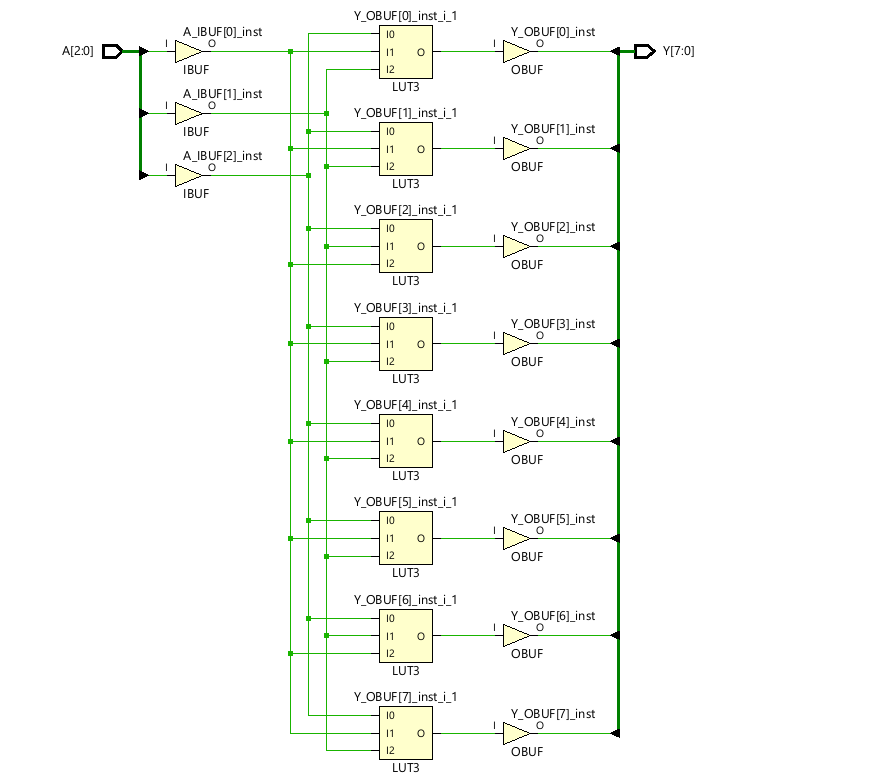 A[2:0]
A_IBUF[0]_inst
I
O
IBUF
A_IBUF[1]_inst
I
O
IBUF
A_IBUF[2]_inst
I
O
IBUF
Y_OBUF[0]_inst_i_1
I0
I1
I2
O
LUT3
Y_OBUF[0]_inst
I
O
OBUF
Y[7:0]
Y_OBUF[1]_inst_i_1
I0
I1
I2
O
LUT3
Y_OBUF[1]_inst
I
O
OBUF
Y_OBUF[2]_inst_i_1
I0
I1
I2
O
LUT3
Y_OBUF[2]_inst
I
O
OBUF
Y_OBUF[3]_inst_i_1
I0
I1
I2
O
LUT3
Y_OBUF[3]_inst
I
O
OBUF
Y_OBUF[4]_inst_i_1
I0
I1
I2
O
LUT3
Y_OBUF[4]_inst
I
O
OBUF
Y_OBUF[5]_inst_i_1
I0
I1
I2
O
LUT3
Y_OBUF[5]_inst
I
O
OBUF
Y_OBUF[6]_inst_i_1
I0
I1
I2
O
LUT3
Y_OBUF[6]_inst
I
O
OBUF
Y_OBUF[7]_inst_i_1
I0
I1
I2
O
LUT3
Y_OBUF[7]_inst
I
O
OBUF